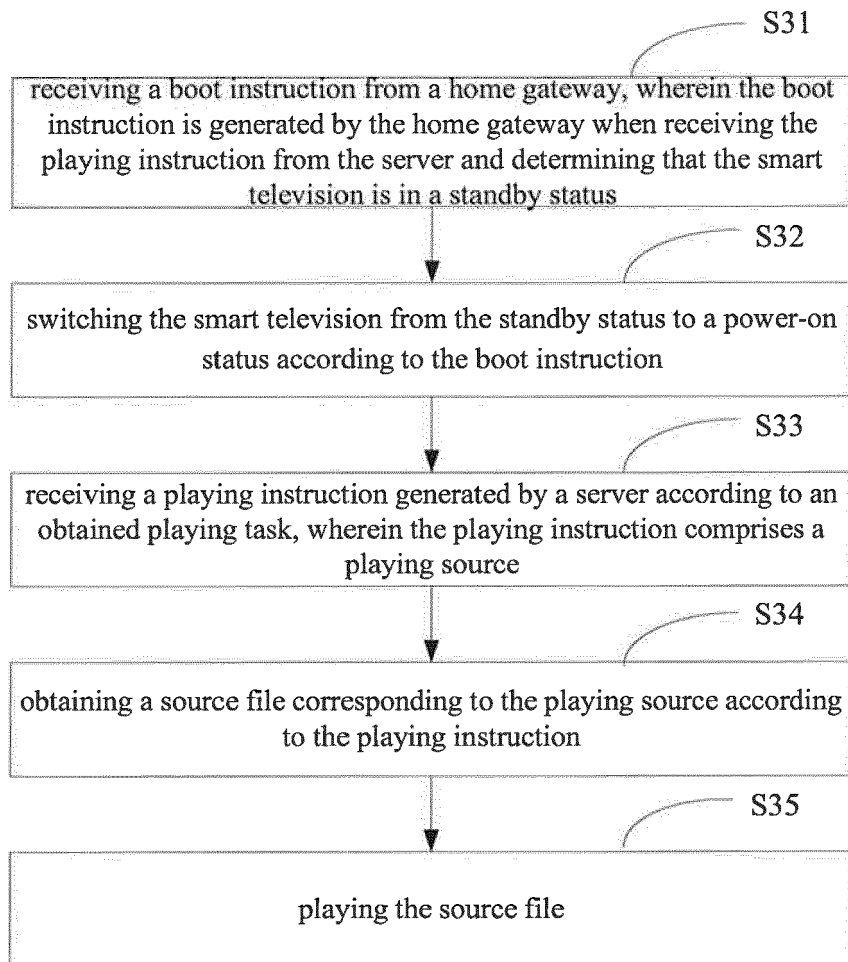 S31
receiving a boot instruction from a home gateway, wherein the boot
instruction is generated by the home gateway when receiving the
playing instruction from the server and determining that the smart
television is in a standby status
S32
switching the smart television from the standby status to a power-on
status according to the boot instruction
S33
receiving a playing instruction generated by a server according to an
obtained playing task, wherein the playing instruction comprises a
playing source
S34
obtaining a source file corresponding to the playing source according
to the playing instruction
S35
playing the source file